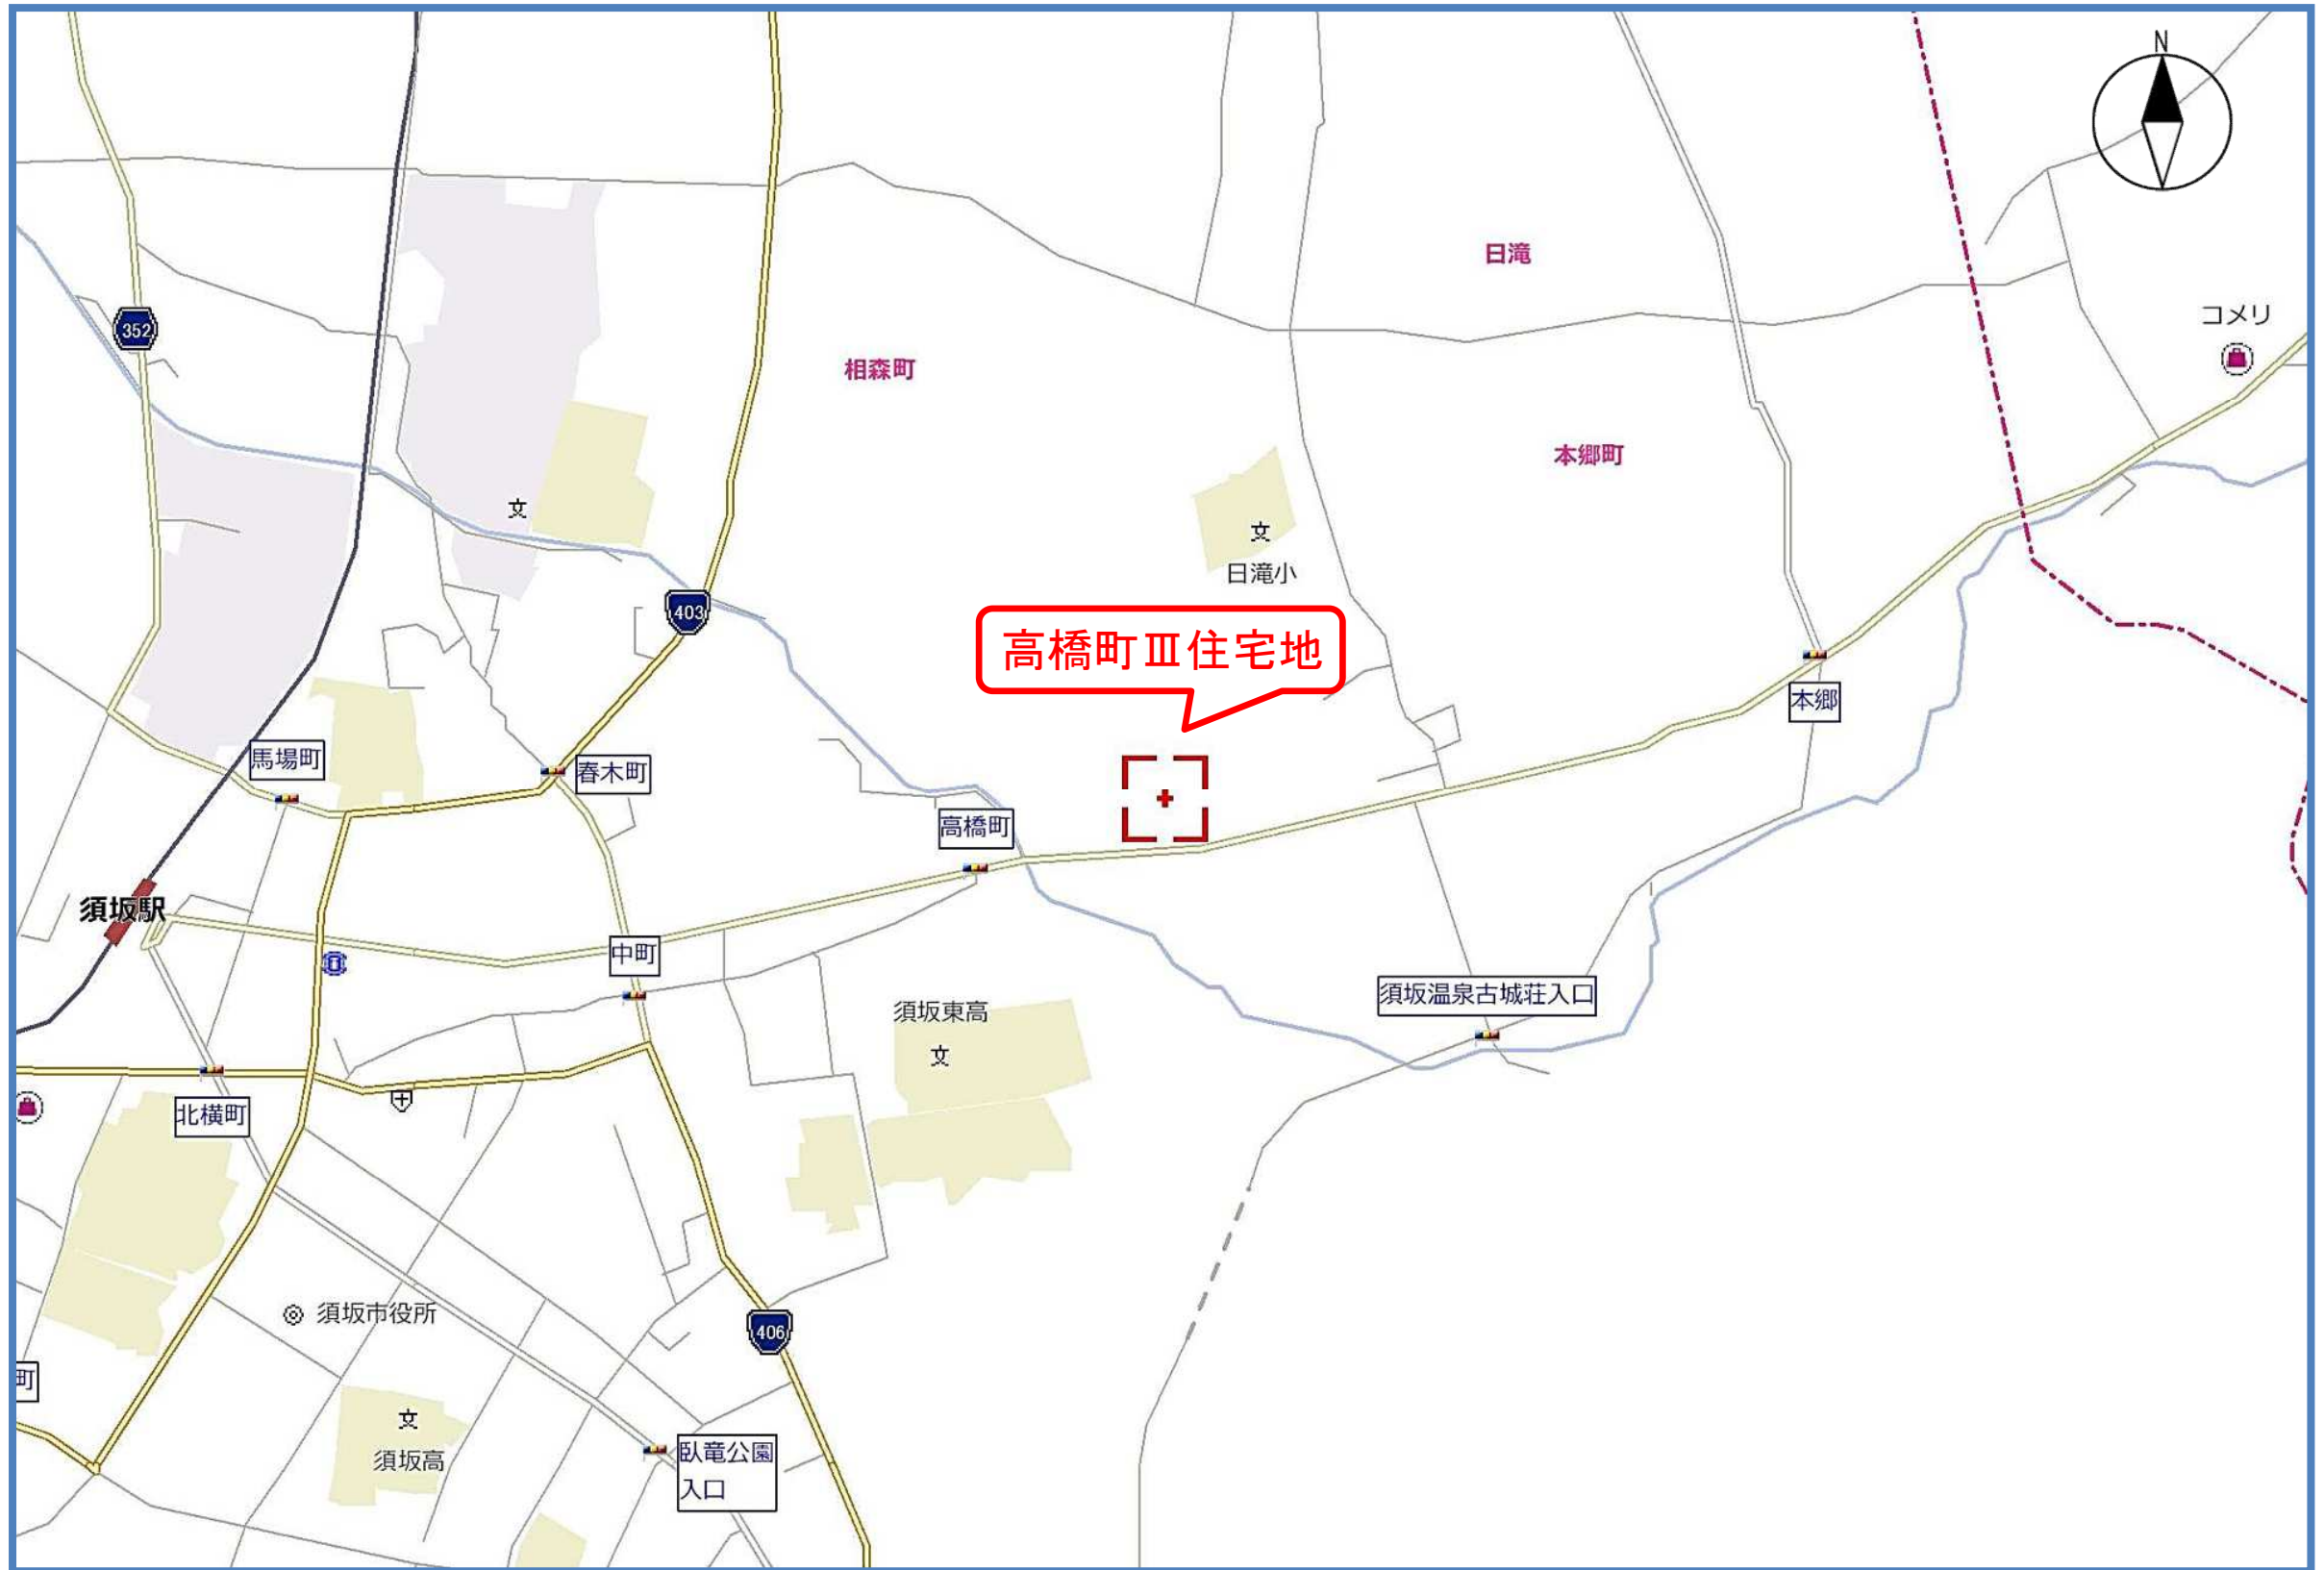 N
日滝
コメリ
352
相森町
本郷町
文
文
日滝小
403
高橋町Ⅲ住宅地
本郷
馬場町
春木町
高橋町
須坂駅
中町
須坂温泉古城荘入口
須坂東高
文
北横町
須坂市役所
406
町
文
須坂高
臥竜公園
入口